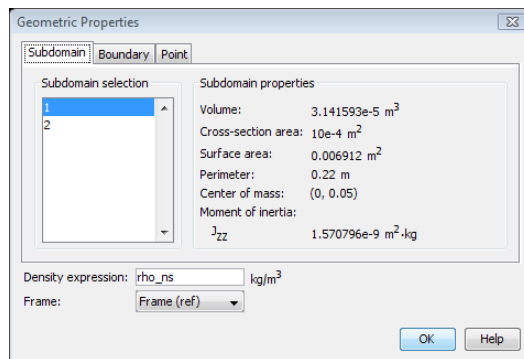 Geometric Properties
Subdomain Boundary Point
Subdomain selection
1
2
Subdomain properties
Volume: 3.141593e-5 m³
Cross-section area: 10e-4 m²
Surface area: 0.006912 m²
Perimeter: 0.22 m
Center of mass: (0, 0.05)
Moment of inertia:
Jzz 1.570796e-9 m²·kg
Density expression: rho_ns kg/m³
Frame: Frame (ref)
OK Help